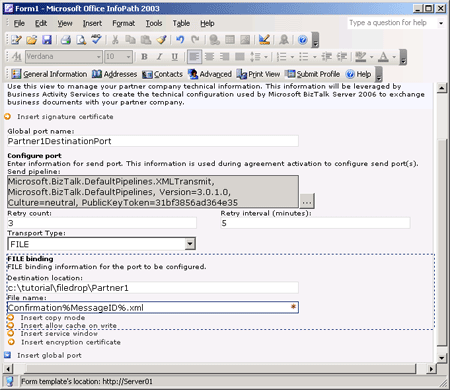 Form1 - Microsoft Office InfoPath 2003
File Edit View Insert Format Tools Table Help
Type a question for help
Verdana 10 B I U
General Information Addresses Contacts Advanced Print View Submit Profile Help
Use this view to manage your partner company technical information. This information will be leveraged by
Business Activity Services to create the technical configuration used by Microsoft BizTalk Server 2006 to exchange
business documents with your partner company.
Insert signature certificate
Global port name:
Partner1DestinationPort
Configure port
Enter information for send port. This information is used during agreement activation to configure send port(s).
Send pipeline:
Microsoft.BizTalk.DefaultPipelines.XMLTransmit,
Microsoft.BizTalk.DefaultPipelines, Version=3.0.1.0,
Culture=neutral, PublicKeyToken=31bf3856ad364e35
...
Retry count: Retry interval (minutes):
3 5
Transport Type:
FILE
FILE binding
FILE binding information for the port to be configured.
Destination location:
c:\tutorial\filedrop\Partner1
File name:
Confirmation%MessageID%.xml *
Insert copy mode
Insert allow cache on write
Insert service window
Insert encryption certificate
Insert global port
Form template's location: http://Server01